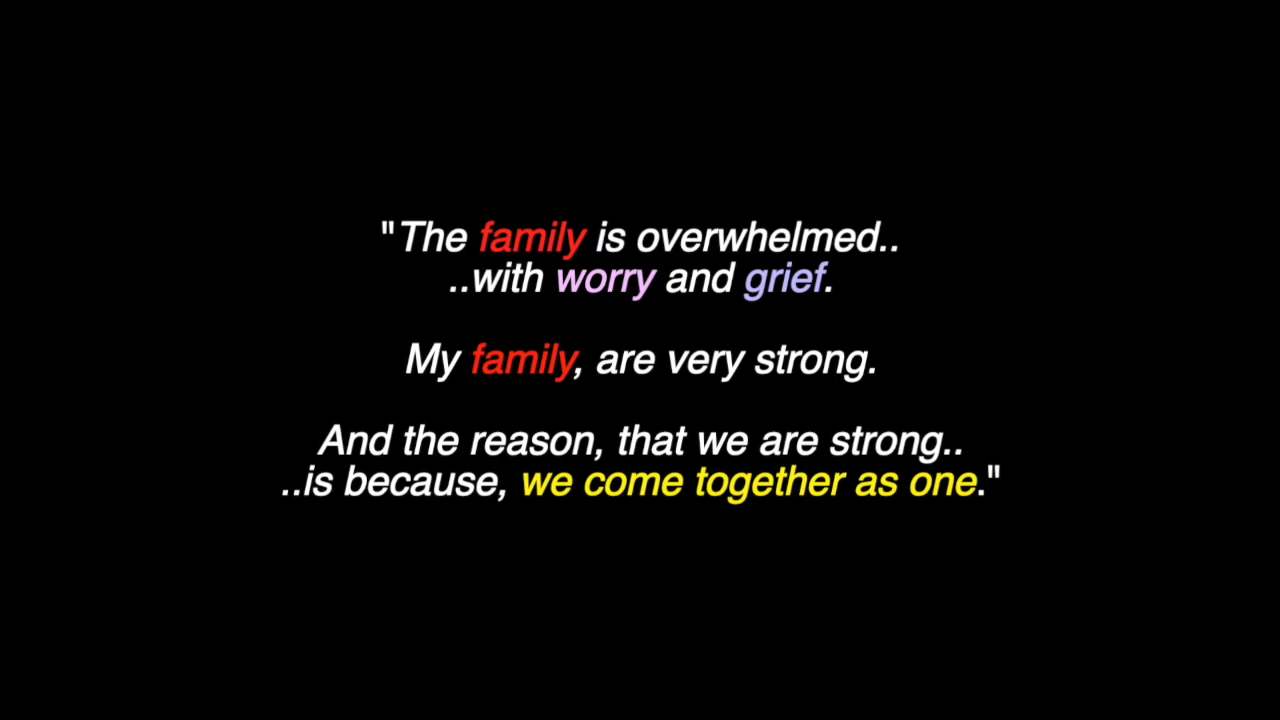 "The family is overwhelmed..
..with worry and grief.
My family, are very strong.
And the reason, that we are strong..
..is because, we come together as one."